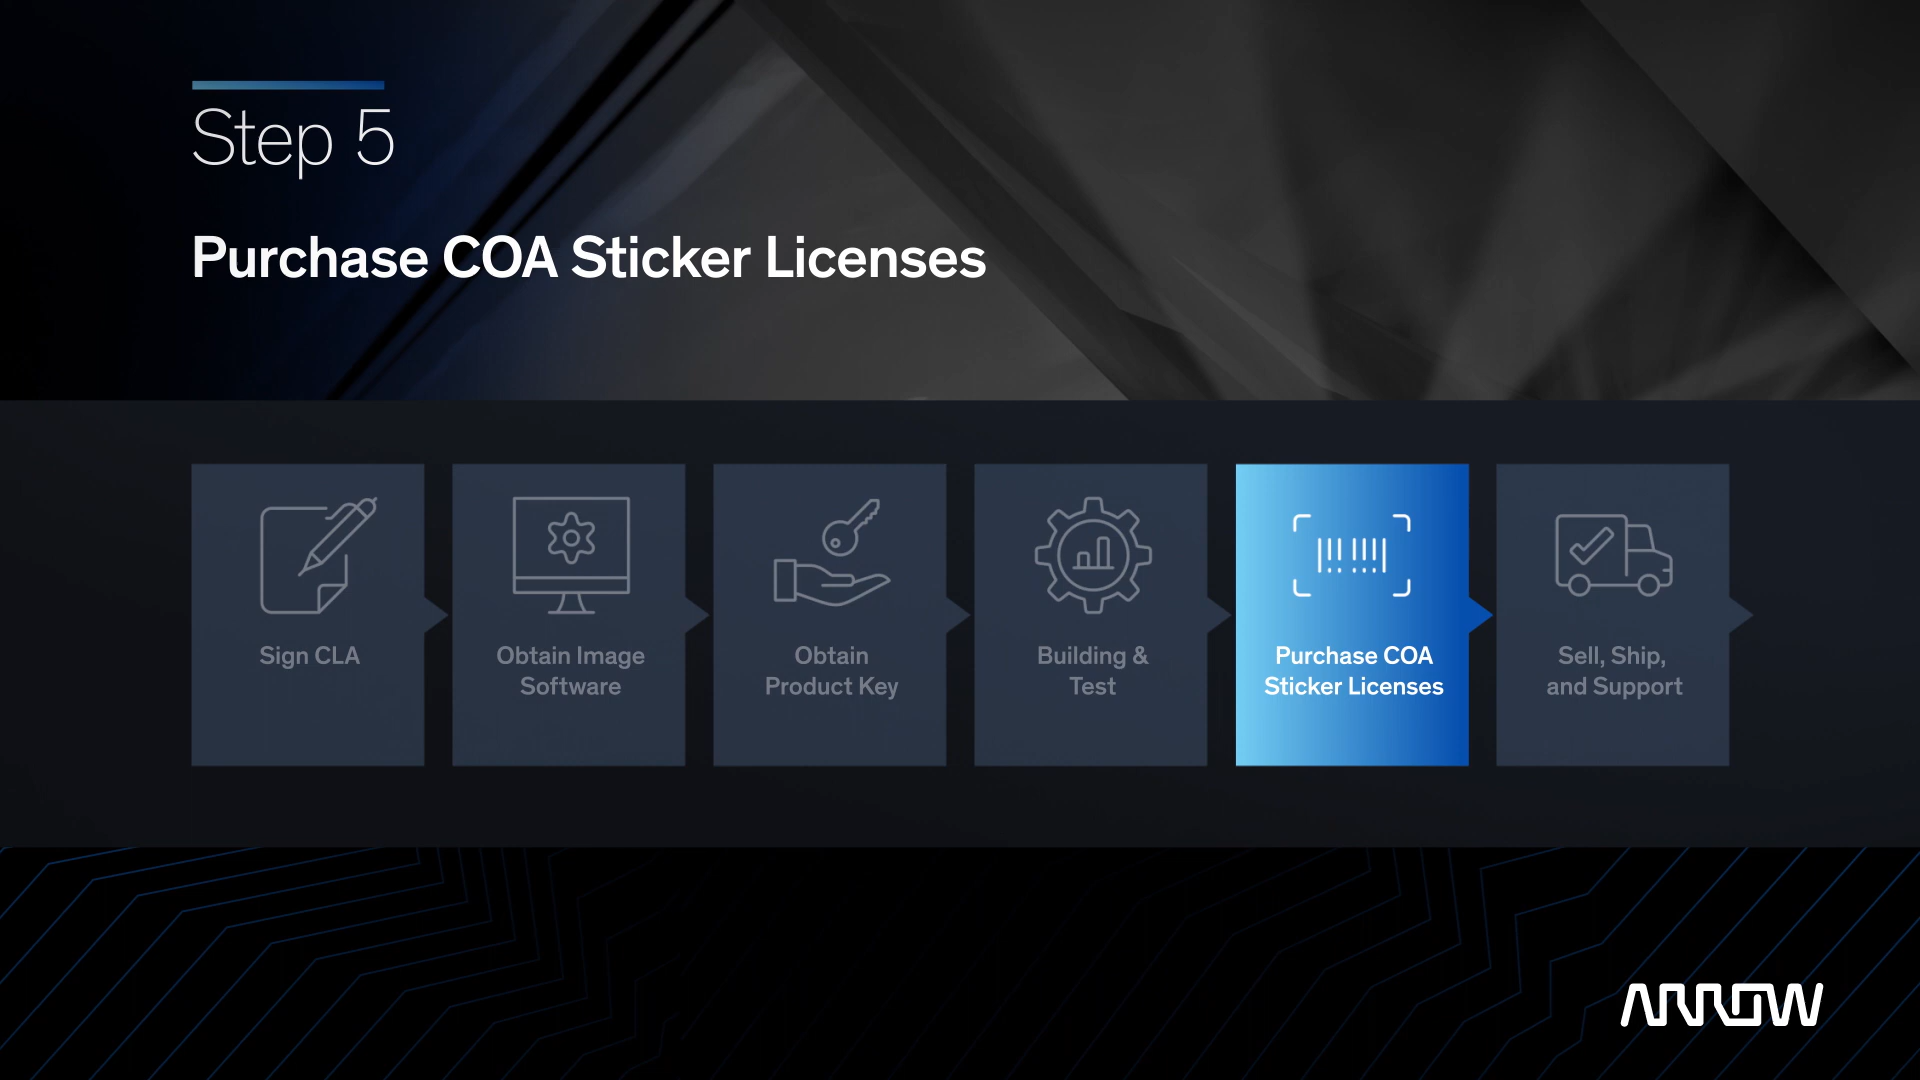 Step 5
Purchase COA Sticker Licenses
Sign CLA
Obtain Image
Software
Obtain
Product Key
Building &
Test
Purchase COA
Sticker Licenses
Sell, Ship,
and Support
ARROW